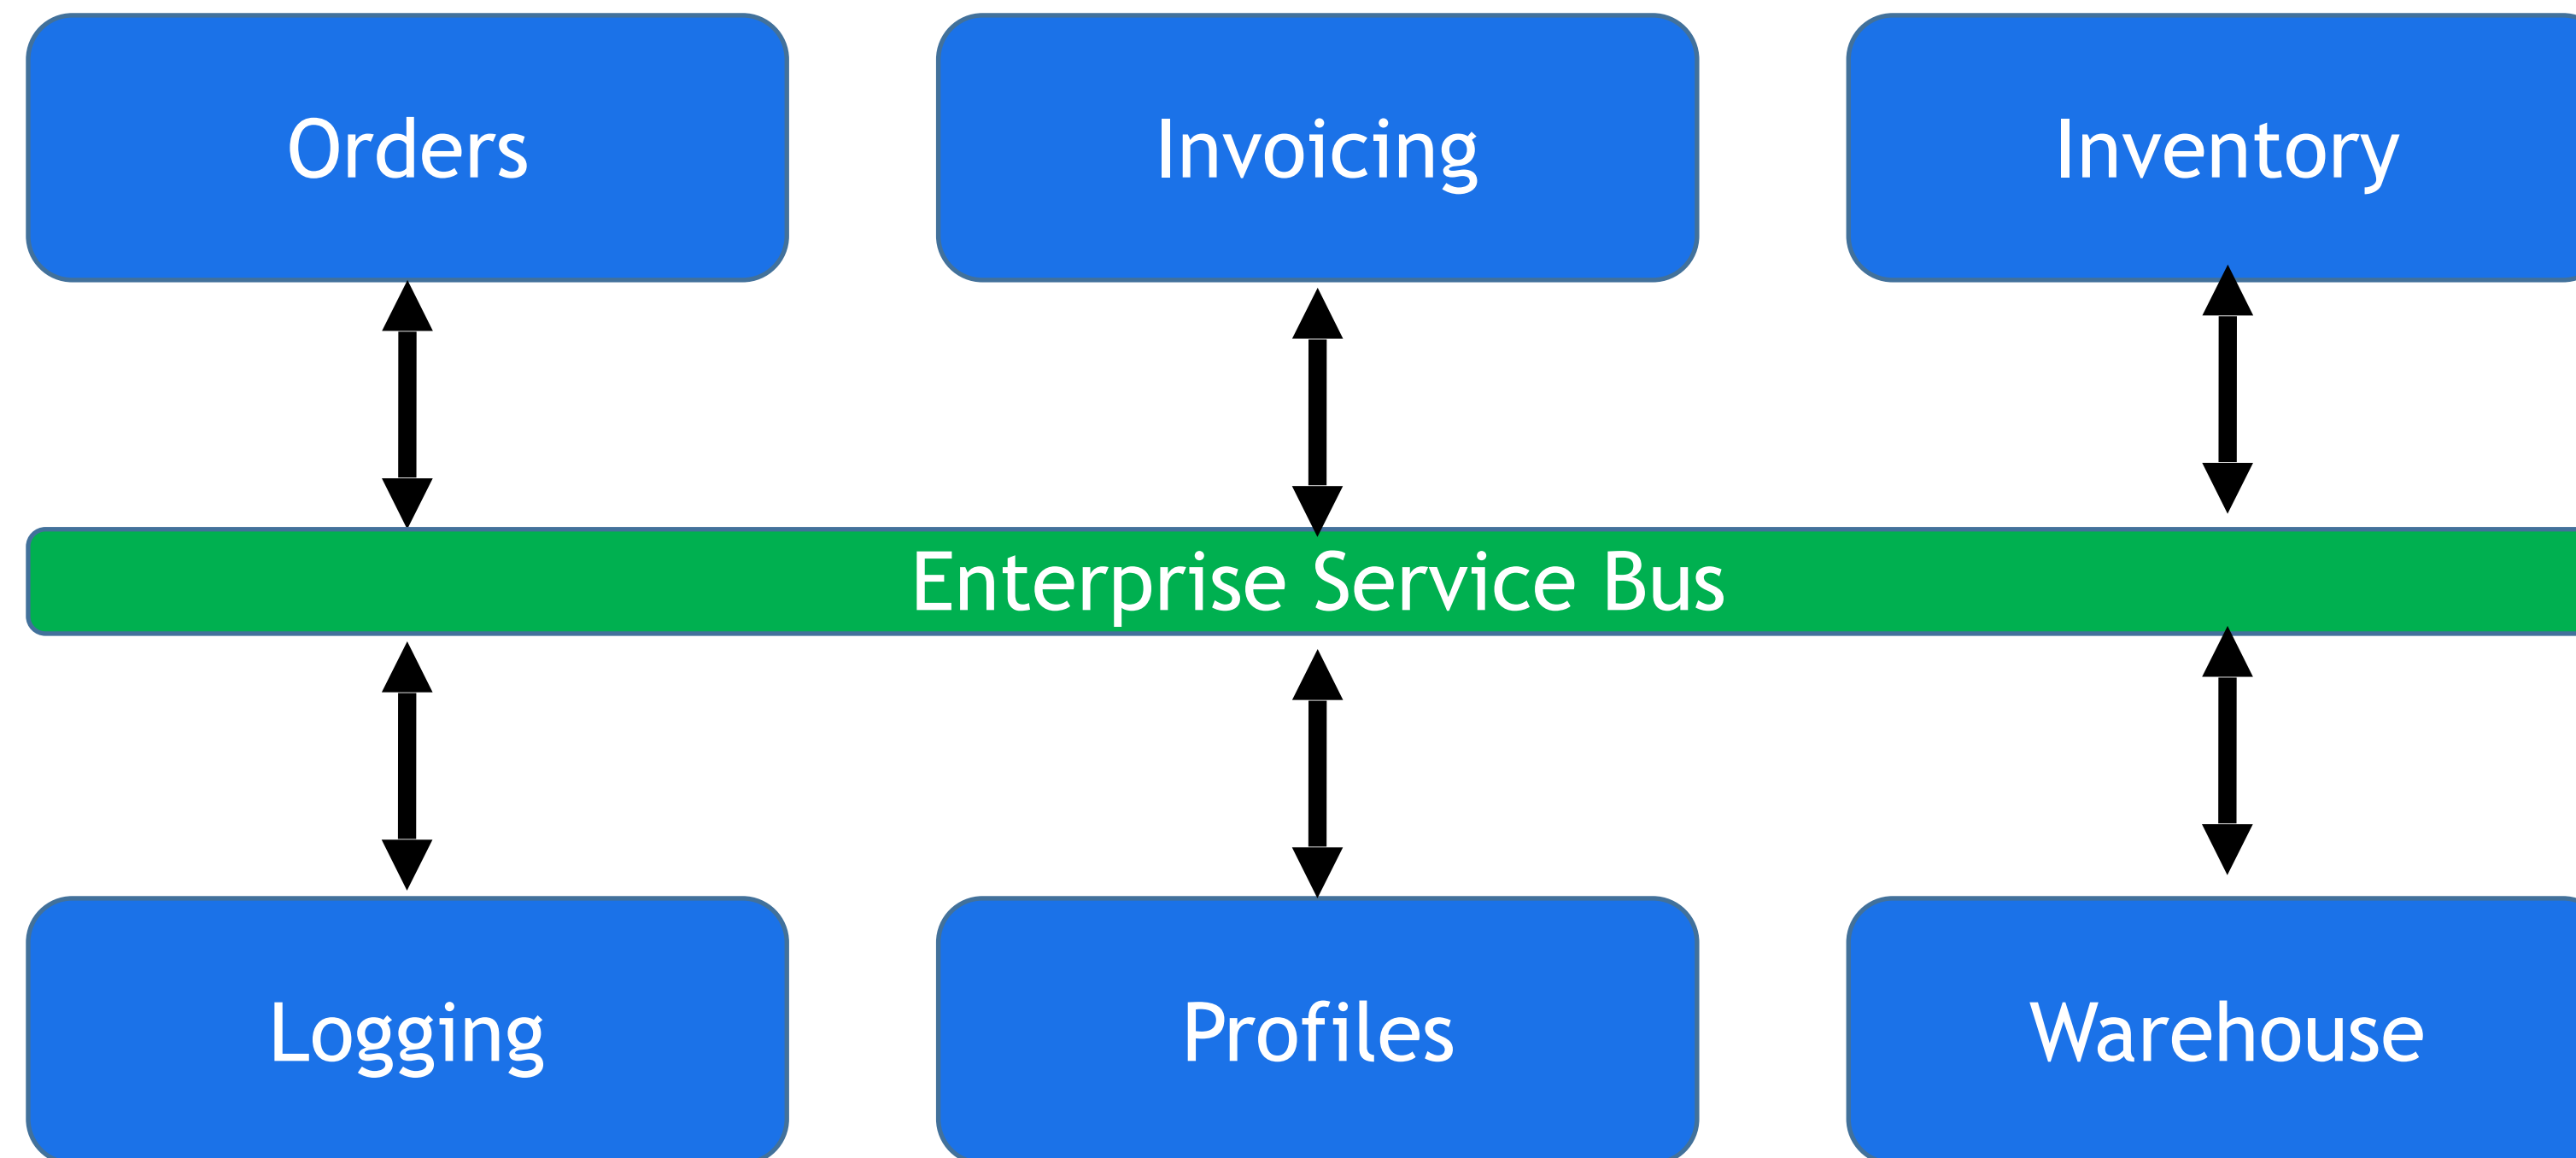 Orders
Invoicing
Inventory
Enterprise Service Bus
Logging
Profiles
Warehouse